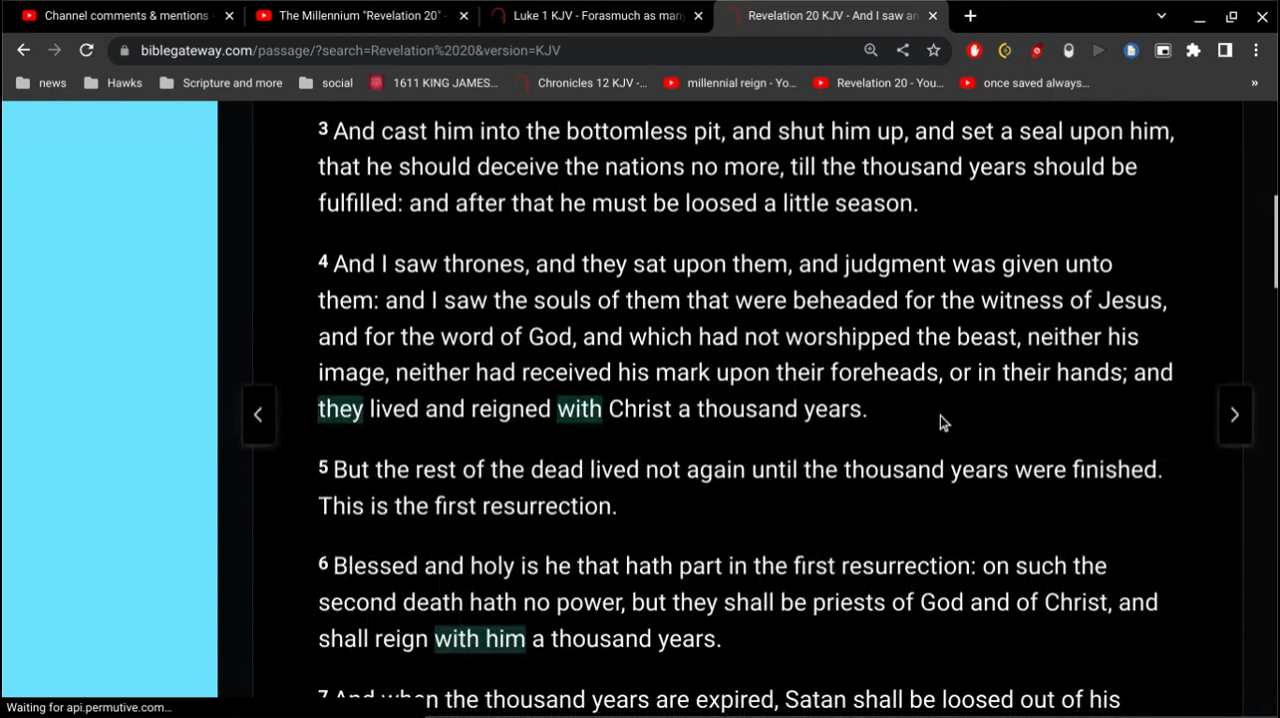 Channel comments & mentions -
The Millennium "Revelation 20" -
Luke 1 KJV - Forasmuch as many
Revelation 20 KJV - And I saw an
biblegateway.com/passage/?search=Revelation%2020&version=KJV
news
Hawks
Scripture and more
social
1611 KING JAMES...
Chronicles 12 KJV -...
millennial reign - Yo...
Revelation 20 - You...
once saved always...
»
3 And cast him into the bottomless pit, and shut him up, and set a seal upon him,
that he should deceive the nations no more, till the thousand years should be
fulfilled: and after that he must be loosed a little season.
4 And I saw thrones, and they sat upon them, and judgment was given unto
them: and I saw the souls of them that were beheaded for the witness of Jesus,
and for the word of God, and which had not worshipped the beast, neither his
image, neither had received his mark upon their foreheads, or in their hands; and
they lived and reigned with Christ a thousand years.
5 But the rest of the dead lived not again until the thousand years were finished.
This is the first resurrection.
6 Blessed and holy is he that hath part in the first resurrection: on such the
second death hath no power, but they shall be priests of God and of Christ, and
shall reign with him a thousand years.
7 And when the thousand years are expired, Satan shall be loosed out of his
Waiting for api.permutive.com...